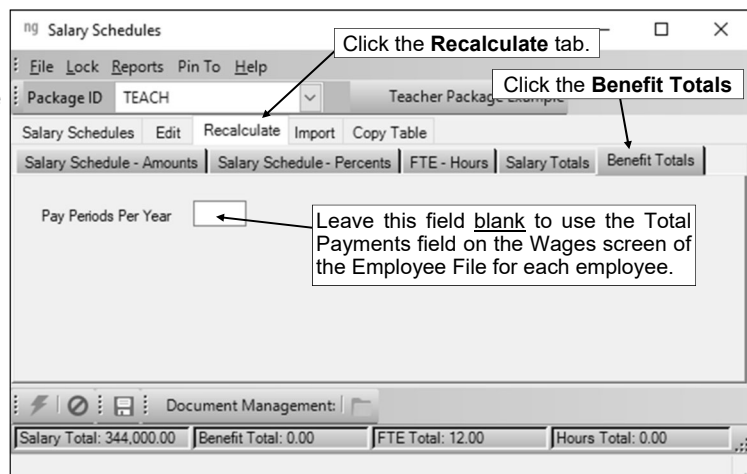 ng Salary Schedules
Click the Recalculate tab.
File Lock Reports Pin To Help
Package ID TEACH Teacher Package Example
Click the Benefit Totals
Salary Schedules Edit Recalculate Import Copy Table
Salary Schedule - Amounts Salary Schedule - Percents FTE - Hours Salary Totals Benefit Totals
Pay Periods Per Year
Leave this field blank to use the Total
Payments field on the Wages screen of
the Employee File for each employee.
Document Management:
Salary Total: 344,000.00 Benefit Total: 0.00 FTE Total: 12.00 Hours Total: 0.00